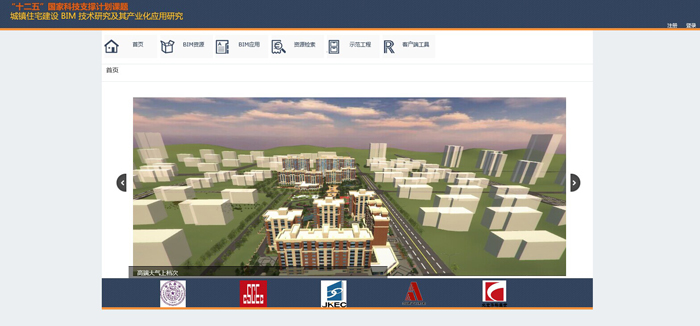 “十二五”国家科技支撑计划课题
城镇住宅建设 BIM 技术研究及其产业化应用研究
注册 登录
首页 BIM资源 BIM应用 资源检索 示范工程 客户端工具
首页
高端大气上档次
JKEC